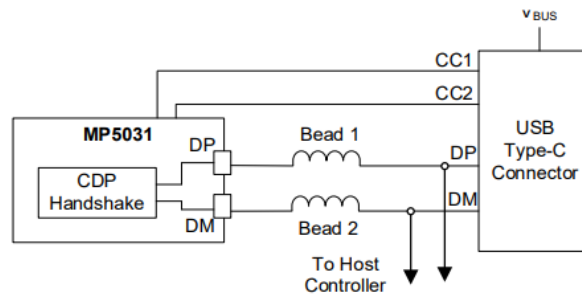 VBUS
CC1
CC2
MP5031
DP
Bead 1
DP
USB
Type-C
Connector
CDP
Handshake
DM
Bead 2
DM
To Host
Controller